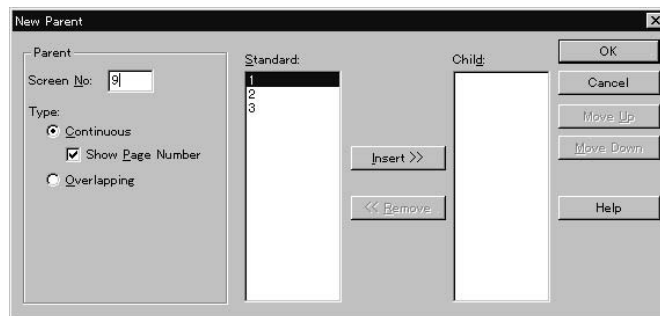 New Parent
Parent
Screen No: 9
Type:
Continuous
Show Page Number
Overlapping
Standard:
1
2
3
Insert >>
<< Remove
Child:
OK
Cancel
Move Up
Move Down
Help